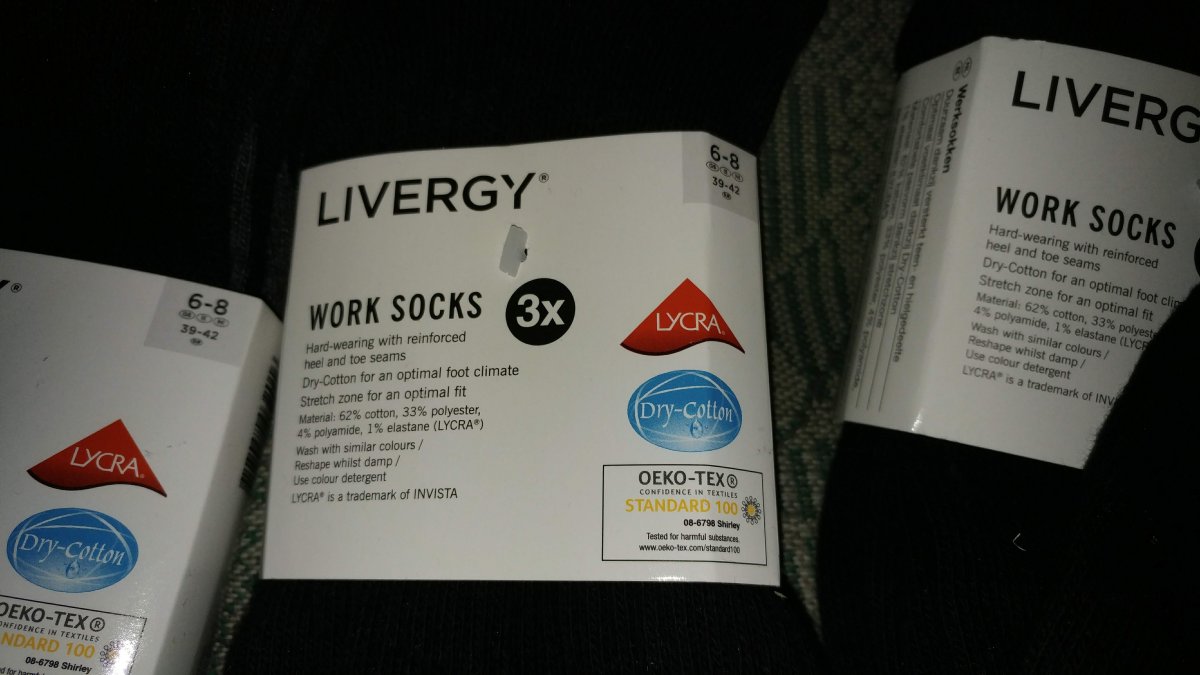 Y®
6-8
39-42
LYCRA®
Dry-Cotton
OEKO-TEX®
CONFIDENCE IN TEXTILES
NDARD 100
08-6798 Shirley
LIVERGY®
6-8
39-42
WORK SOCKS
3x
Hard-wearing with reinforced
heel and toe seams
Dry-Cotton for an optimal foot climate
Stretch zone for an optimal fit
Material: 62% cotton, 33% polyester,
4% polyamide, 1% elastane (LYCRA®)
Wash with similar colours /
Reshape whilst damp /
Use colour detergent
LYCRA® is a trademark of INVISTA
LYCRA®
Dry-Cotton
OEKO-TEX®
CONFIDENCE IN TEXTILES
STANDARD 100
08-6798 Shirley
Tested for harmful substances.
www.oeko-tex.com/standard100
Werksokken
LIVERG
WORK SOCKS
Hard-wearing with reinforced
heel and toe seams
Dry-Cotton for an optimal foot clim
Stretch zone for an optimal fit
Material: 62% cotton, 33% polyest
4% polyamide, 1% elastane (LYCR
Wash with similar colours /
Reshape whilst damp /
Use colour detergent
LYCRA® is a trademark of INV